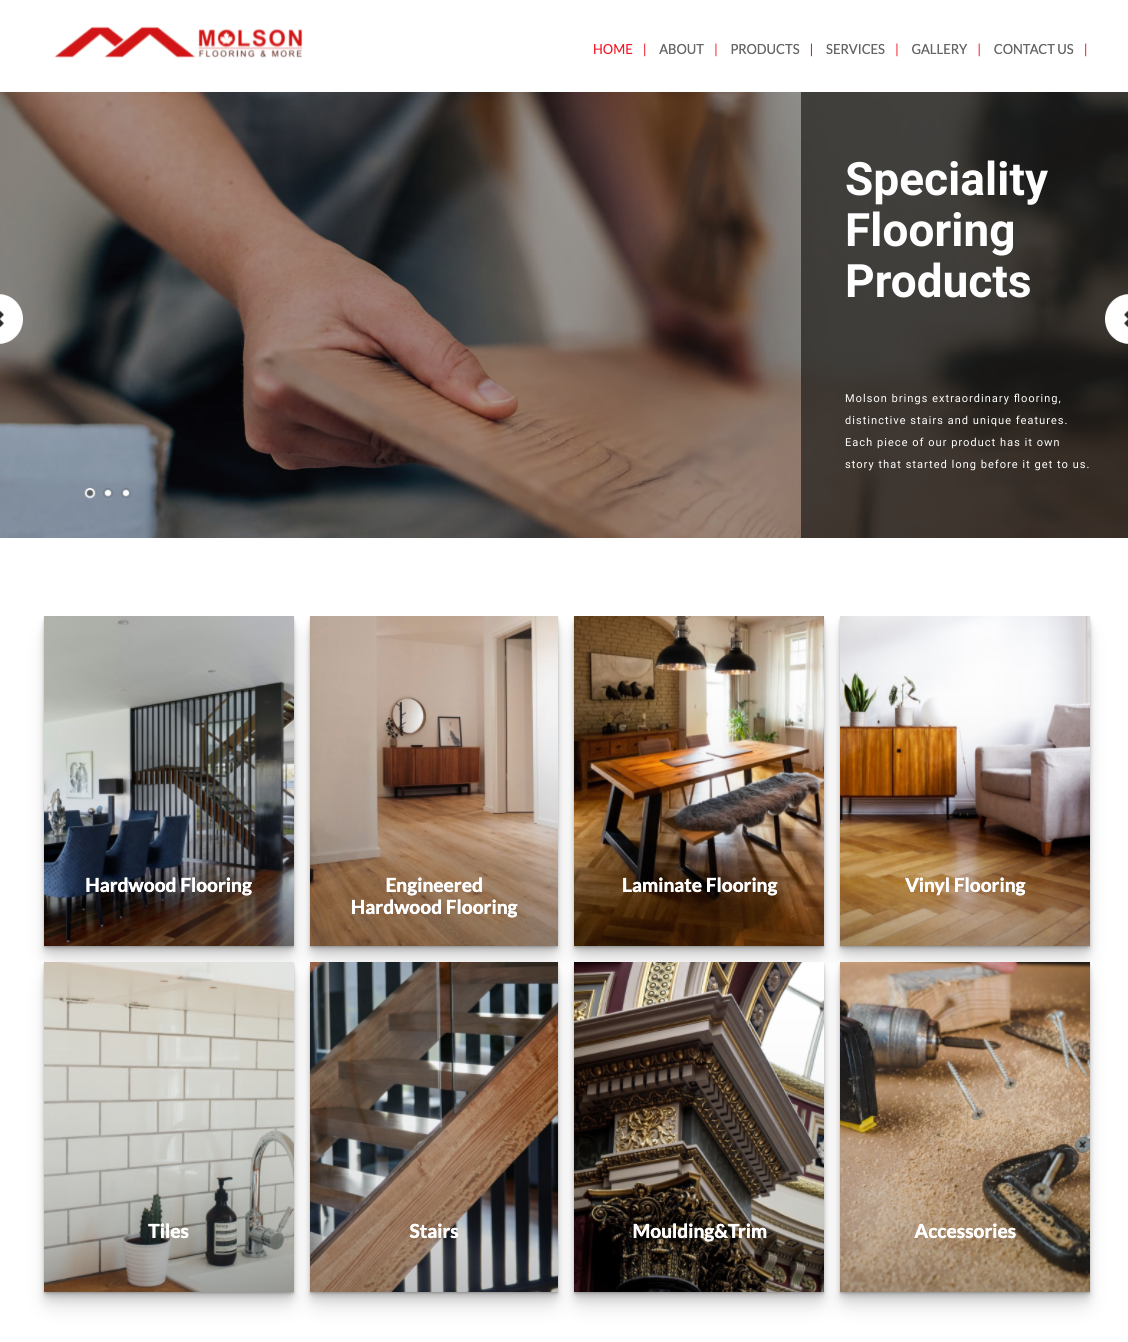 MOLSON
FLOORING & MORE
HOME | ABOUT | PRODUCTS | SERVICES | GALLERY | CONTACT US |
Speciality
Flooring
Products
Molson brings extraordinary flooring,
distinctive stairs and unique features.
Each piece of our product has it own
story that started long before it get to us.
Hardwood Flooring
Engineered
Hardwood Flooring
Laminate Flooring
Vinyl Flooring
Tiles
Stairs
Moulding&Trim
Accessories